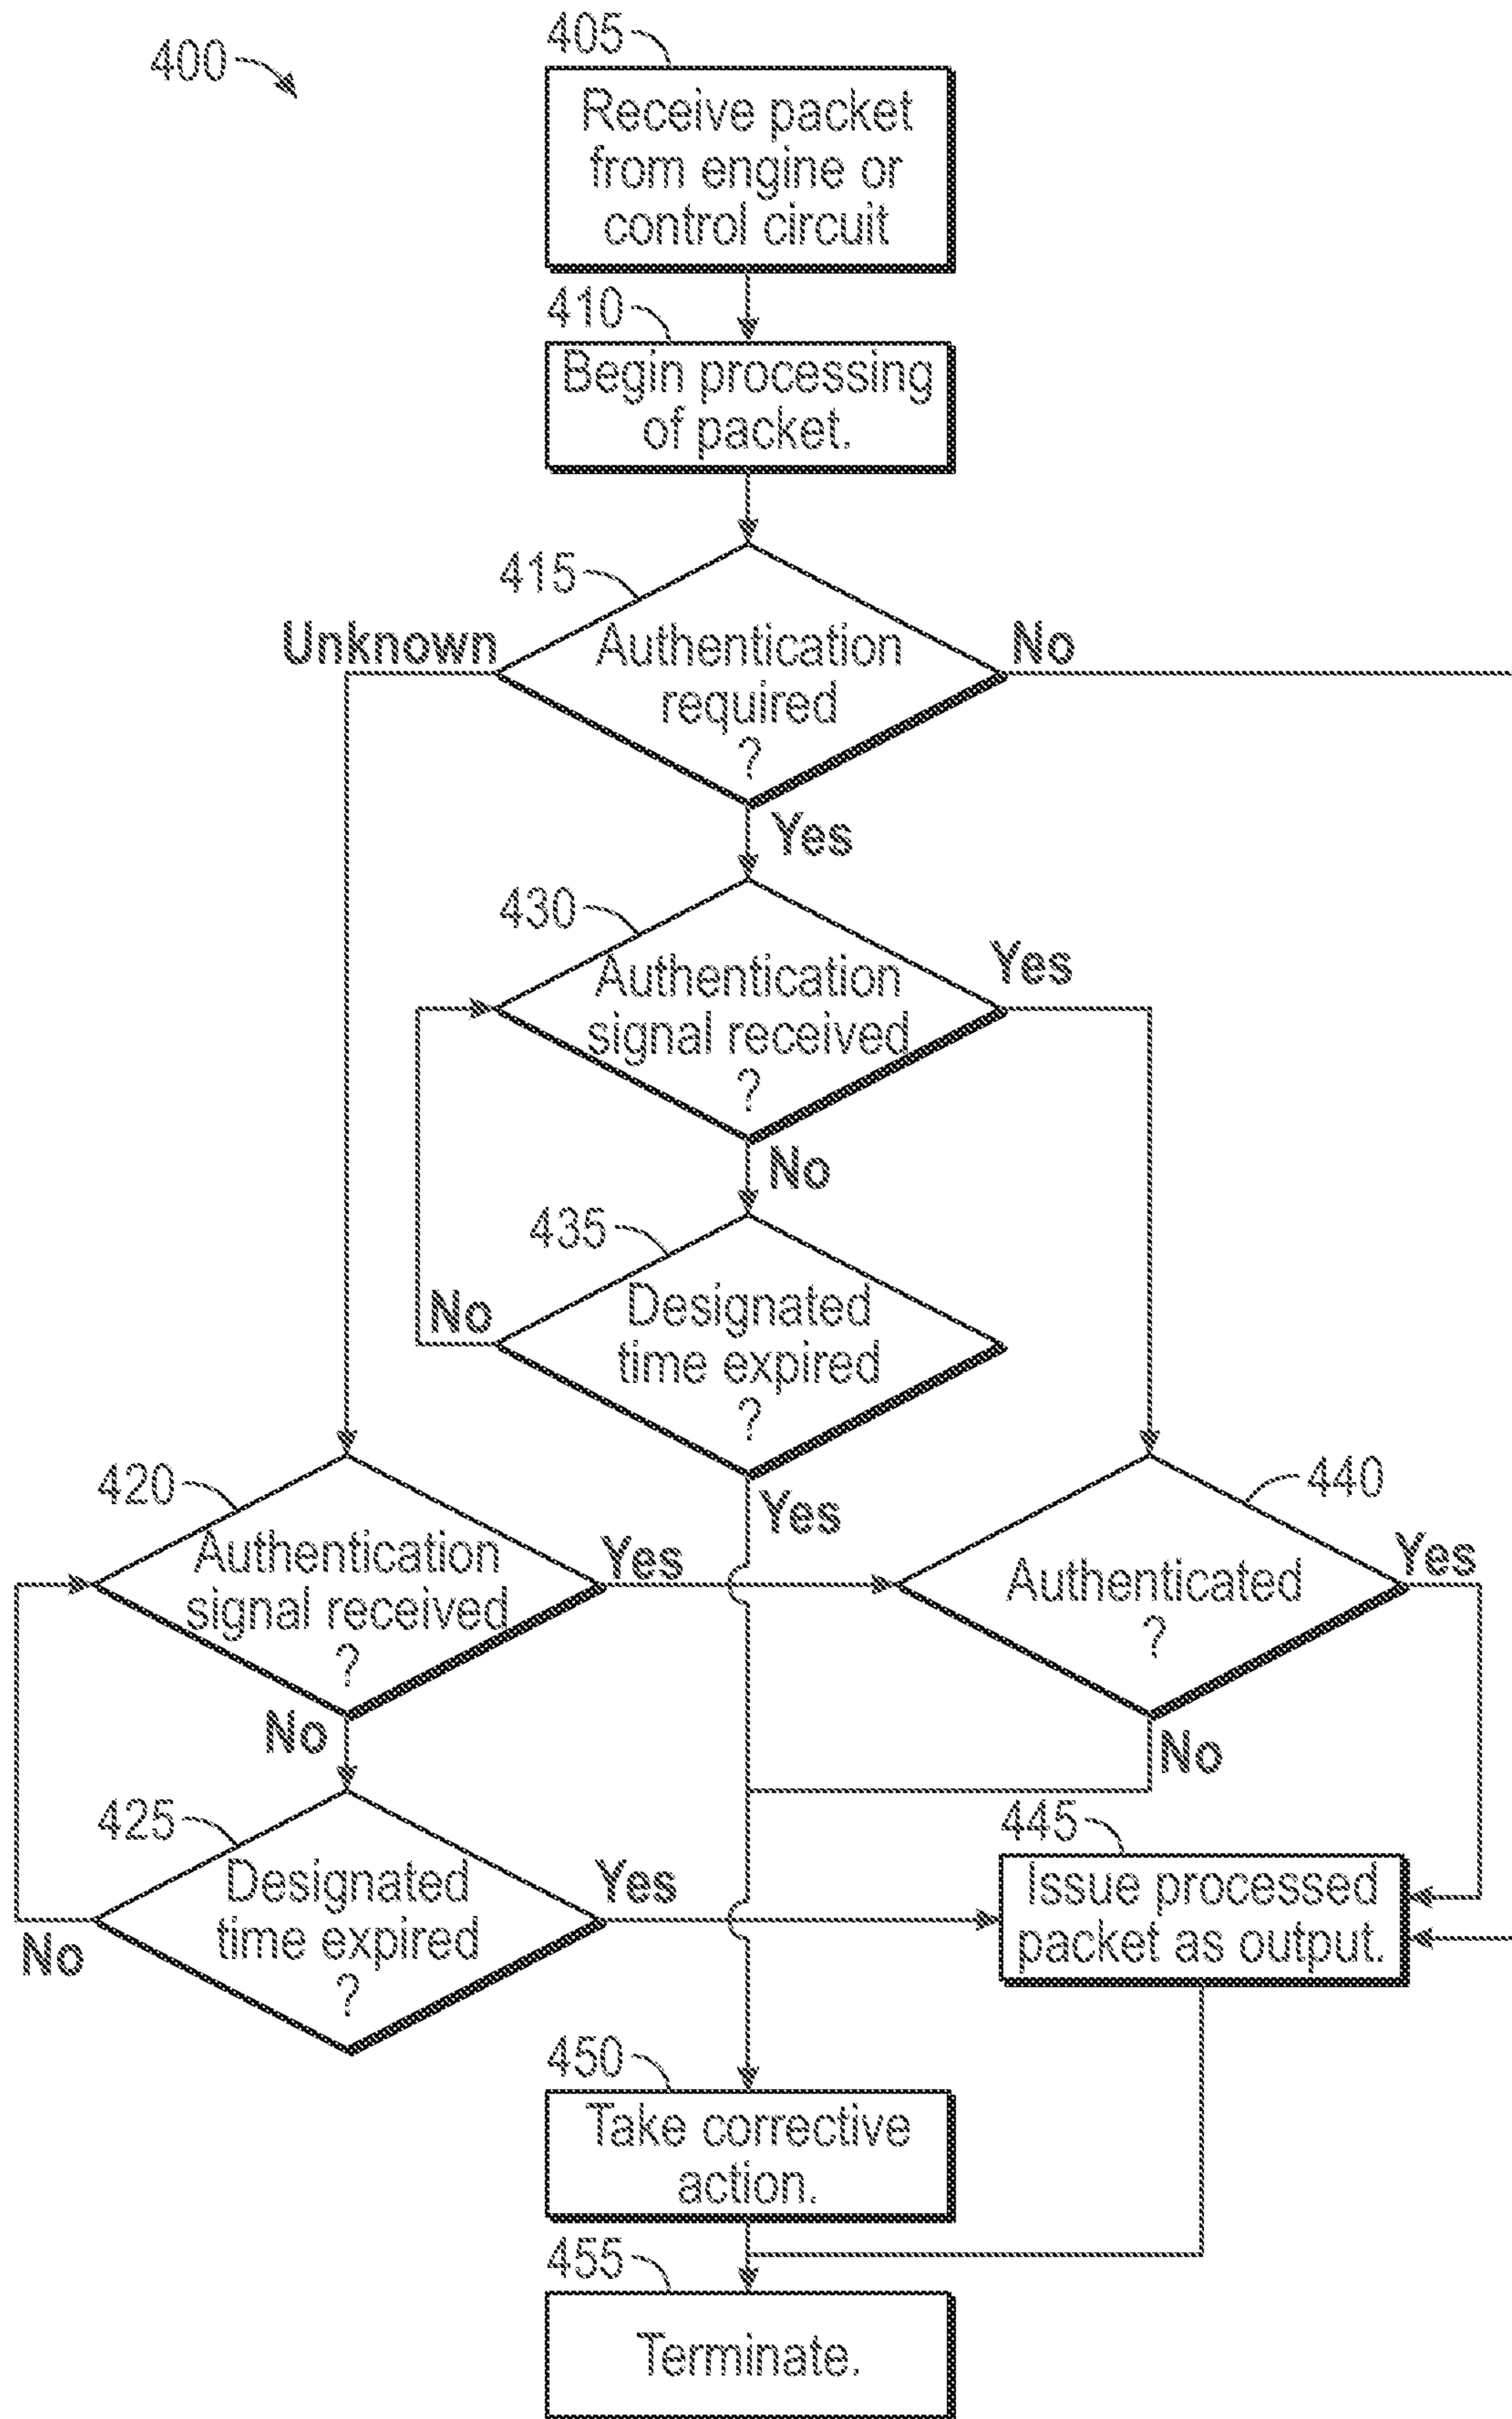 400
405
Receive packet
from engine or
control circuit
410
Begin processing
of packet.
415
Unknown
Authentication
required
?
No
Yes
430
Authentication
signal received
?
Yes
No
435
Designated
time expired
?
No
Yes
420
Authentication
signal received
?
Yes
No
440
Authenticated
?
Yes
No
425
Designated
time expired
?
Yes
No
445
Issue processed
packet as output.
450
Take corrective
action.
455
Terminate.